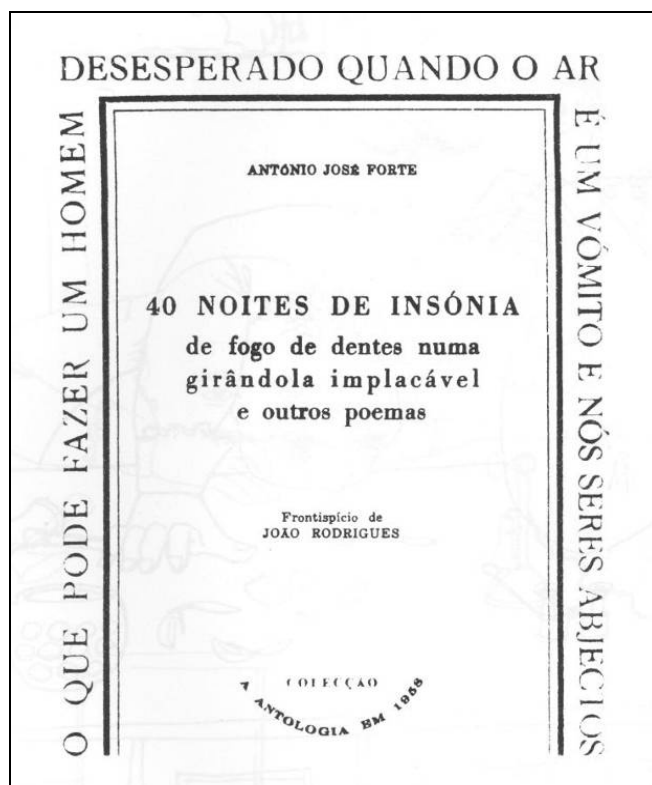 O QUE PODE FAZER UM HOMEM
DESESPERADO QUANDO O AR
É UM VÓMITO E NÓS SERES ABJECTOS
ANTÓNIO JOSÉ FORTE
40 NOITES DE INSÓNIA
de fogo de dentes numa
girândola implacável
e outros poemas
Frontispício de
JOÃO RODRIGUES
COLECÇÃO
A ANTOLOGIA EM 1958